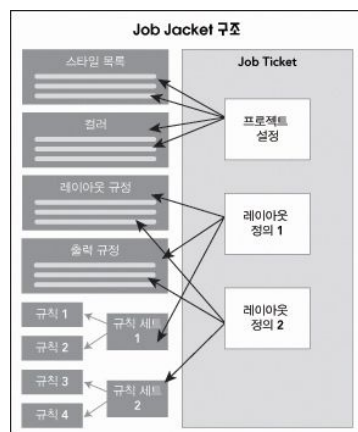 Job Jacket 구조
스타일 목록
컬러
레이아웃 규정
출력 규정
규칙 1
규칙 2
규칙 세트
1
규칙 3
규칙 4
규칙 세트
2
Job Ticket
프로젝트
설정
레이아웃
정의 1
레이아웃
정의 2